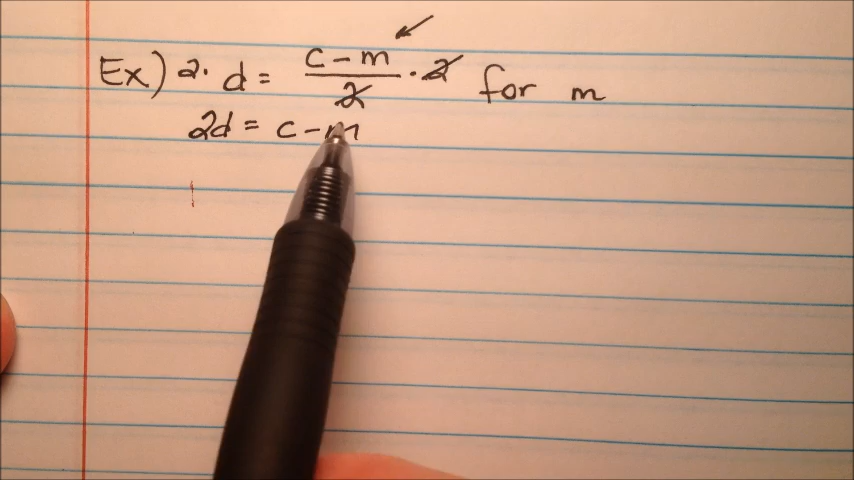 Ex) 2· d = c - m / 2 · 2 for m
2d = c - m